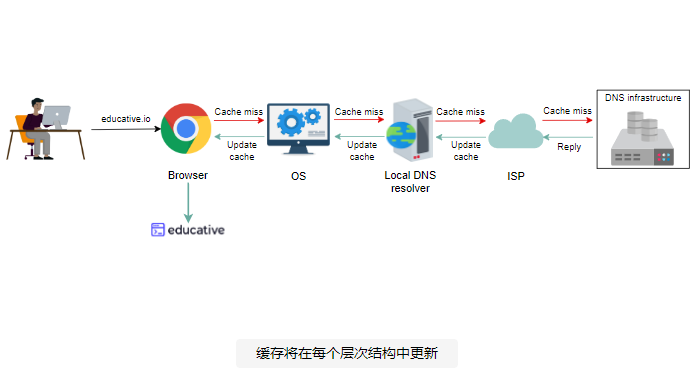 DNS infrastructure
educative.io
Cache miss
Cache miss
Cache miss
Cache miss
Update
cache
Update
cache
Update
cache
Reply
Browser
OS
Local DNS
resolver
ISP
educative
缓存将在每个层次结构中更新